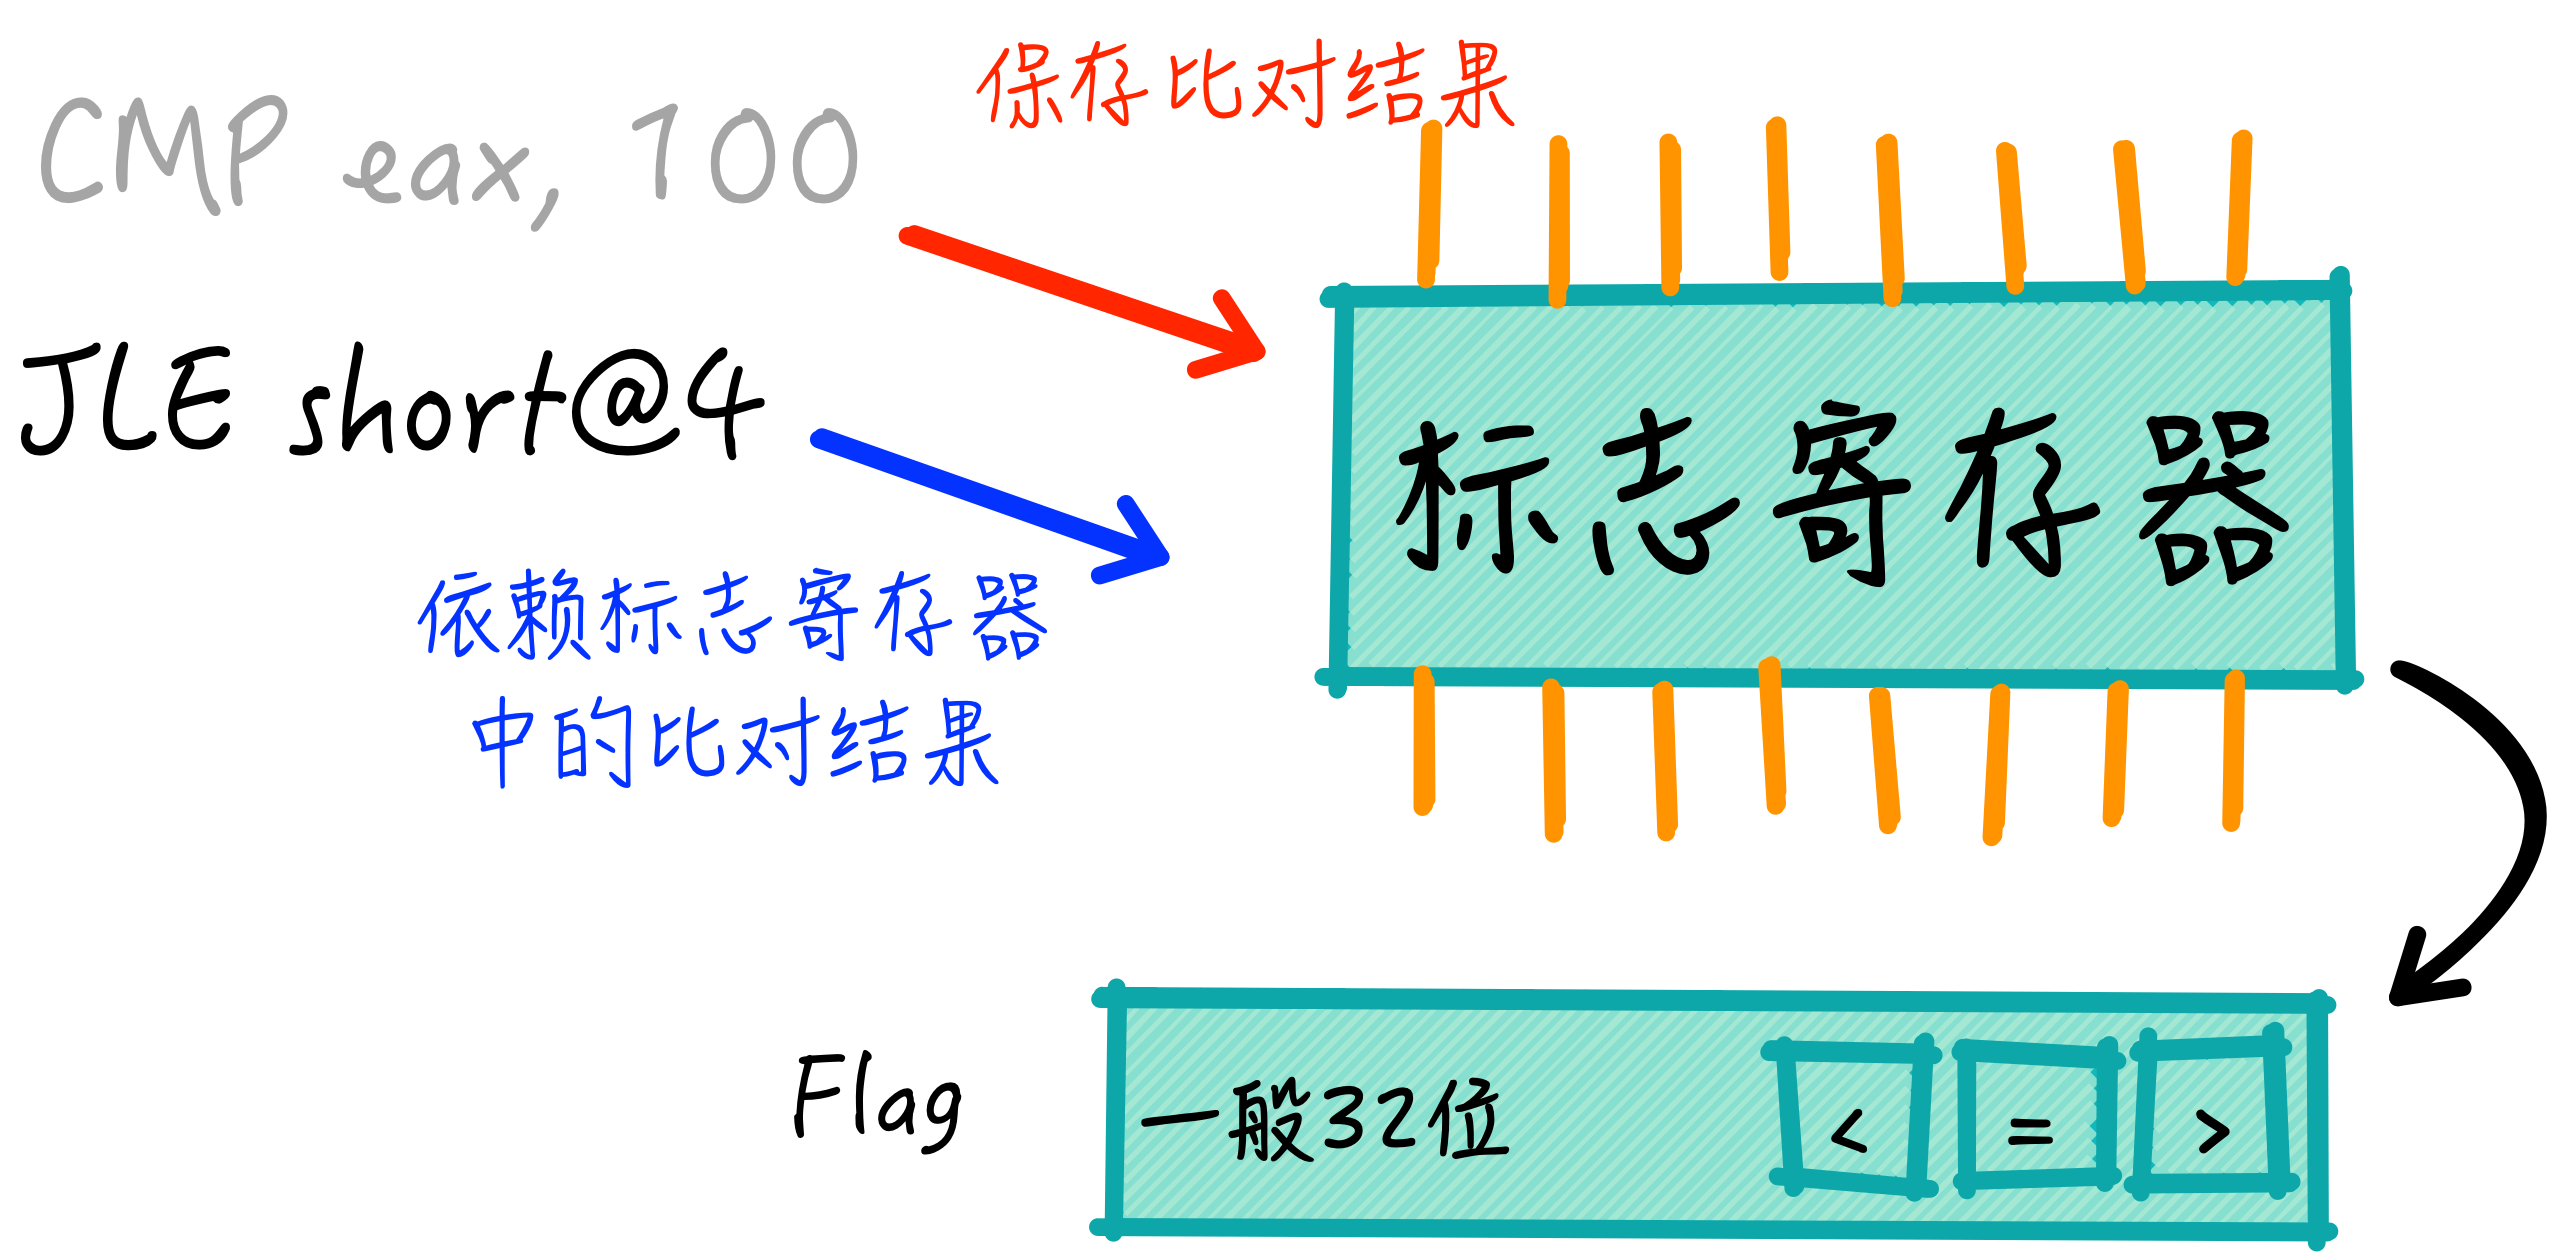 保存比对结果
CMP eax, 100
JLE short@4
标志寄存器
依赖标志寄存器
中的比对结果
Flag
一般32位
< = >